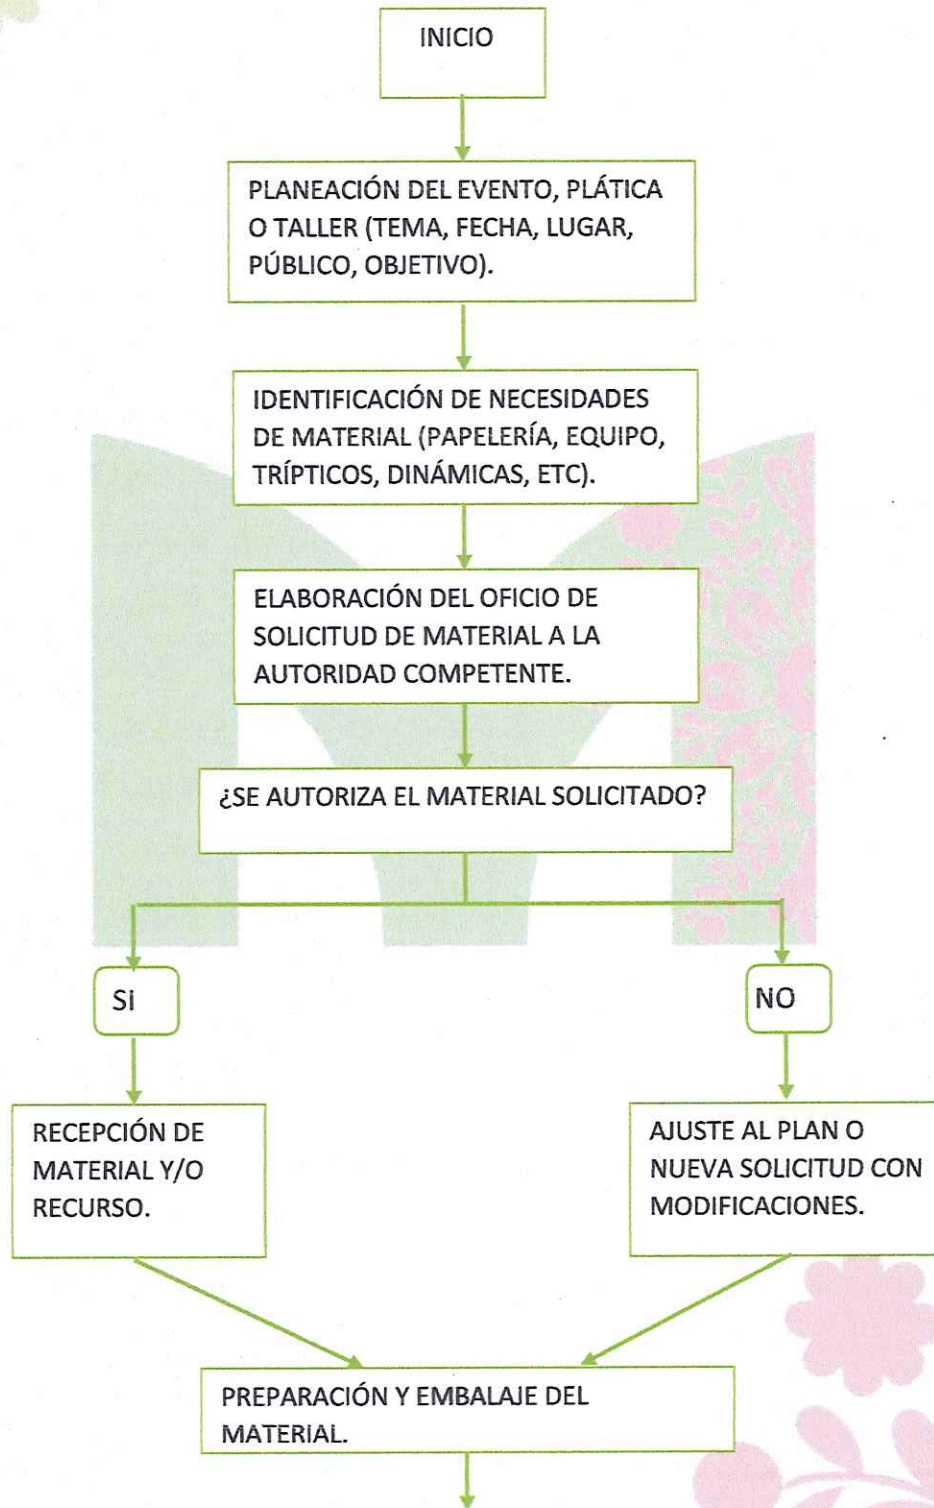 INICIO
PLANEACIÓN DEL EVENTO, PLÁTICA
O TALLER (TEMA, FECHA, LUGAR,
PÚBLICO, OBJETIVO).
IDENTIFICACIÓN DE NECESIDADES
DE MATERIAL (PAPELERÍA, EQUIPO,
TRÍPTICOS, DINÁMICAS, ETC).
ELABORACIÓN DEL OFICIO DE
SOLICITUD DE MATERIAL A LA
AUTORIDAD COMPETENTE.
¿SE AUTORIZA EL MATERIAL SOLICITADO?
SI
NO
RECEPCIÓN DE
MATERIAL Y/O
RECURSO.
AJUSTE AL PLAN O
NUEVA SOLICITUD CON
MODIFICACIONES.
PREPARACIÓN Y EMBALAJE DEL
MATERIAL.